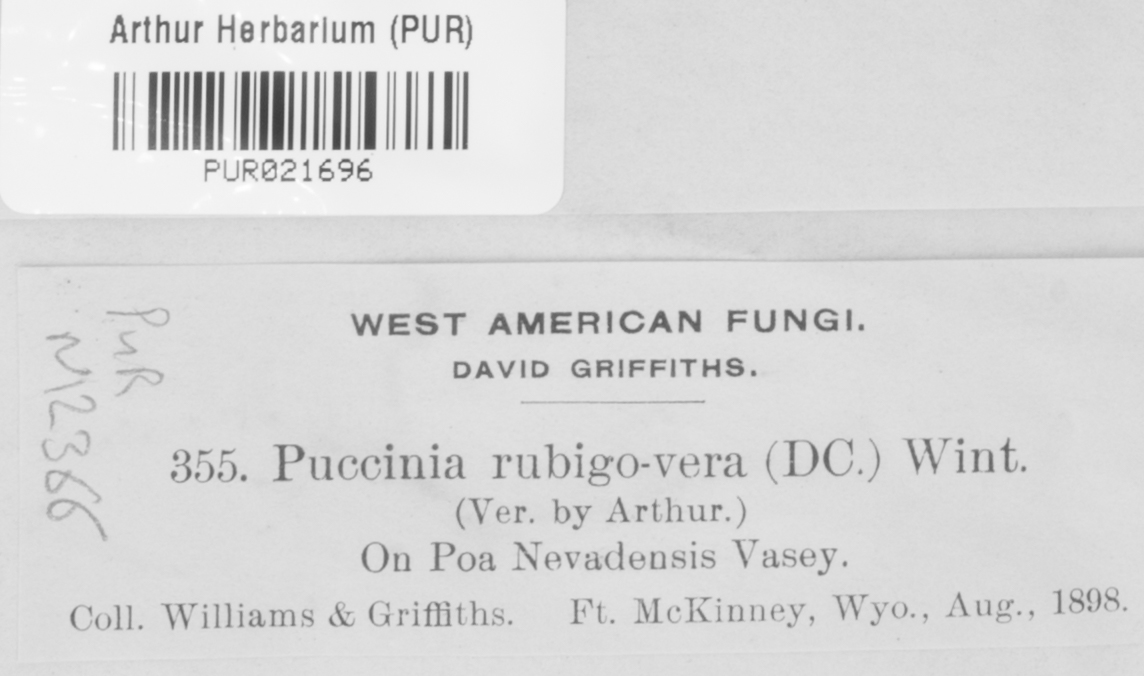 Arthur Herbarium (PUR)
PUR021696
PUR
N12366
WEST AMERICAN FUNGI.
DAVID GRIFFITHS.
355. Puccinia rubigo-vera (DC.) Wint.
(Ver. by Arthur.)
On Poa Nevadensis Vasey.
Coll. Williams & Griffiths. Ft. McKinney, Wyo., Aug., 1898.